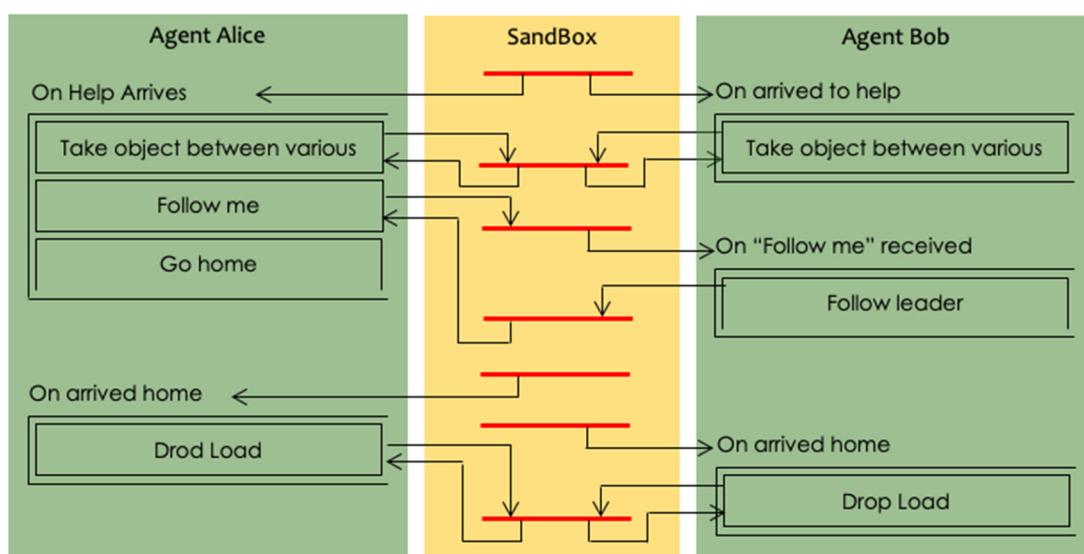 Agent Alice
SandBox
Agent Bob
On Help Arrives
On arrived to help
Take object between various
Take object between various
Follow me
On “Follow me” received
Go home
Follow leader
On arrived home
Drod Load
On arrived home
Drop Load